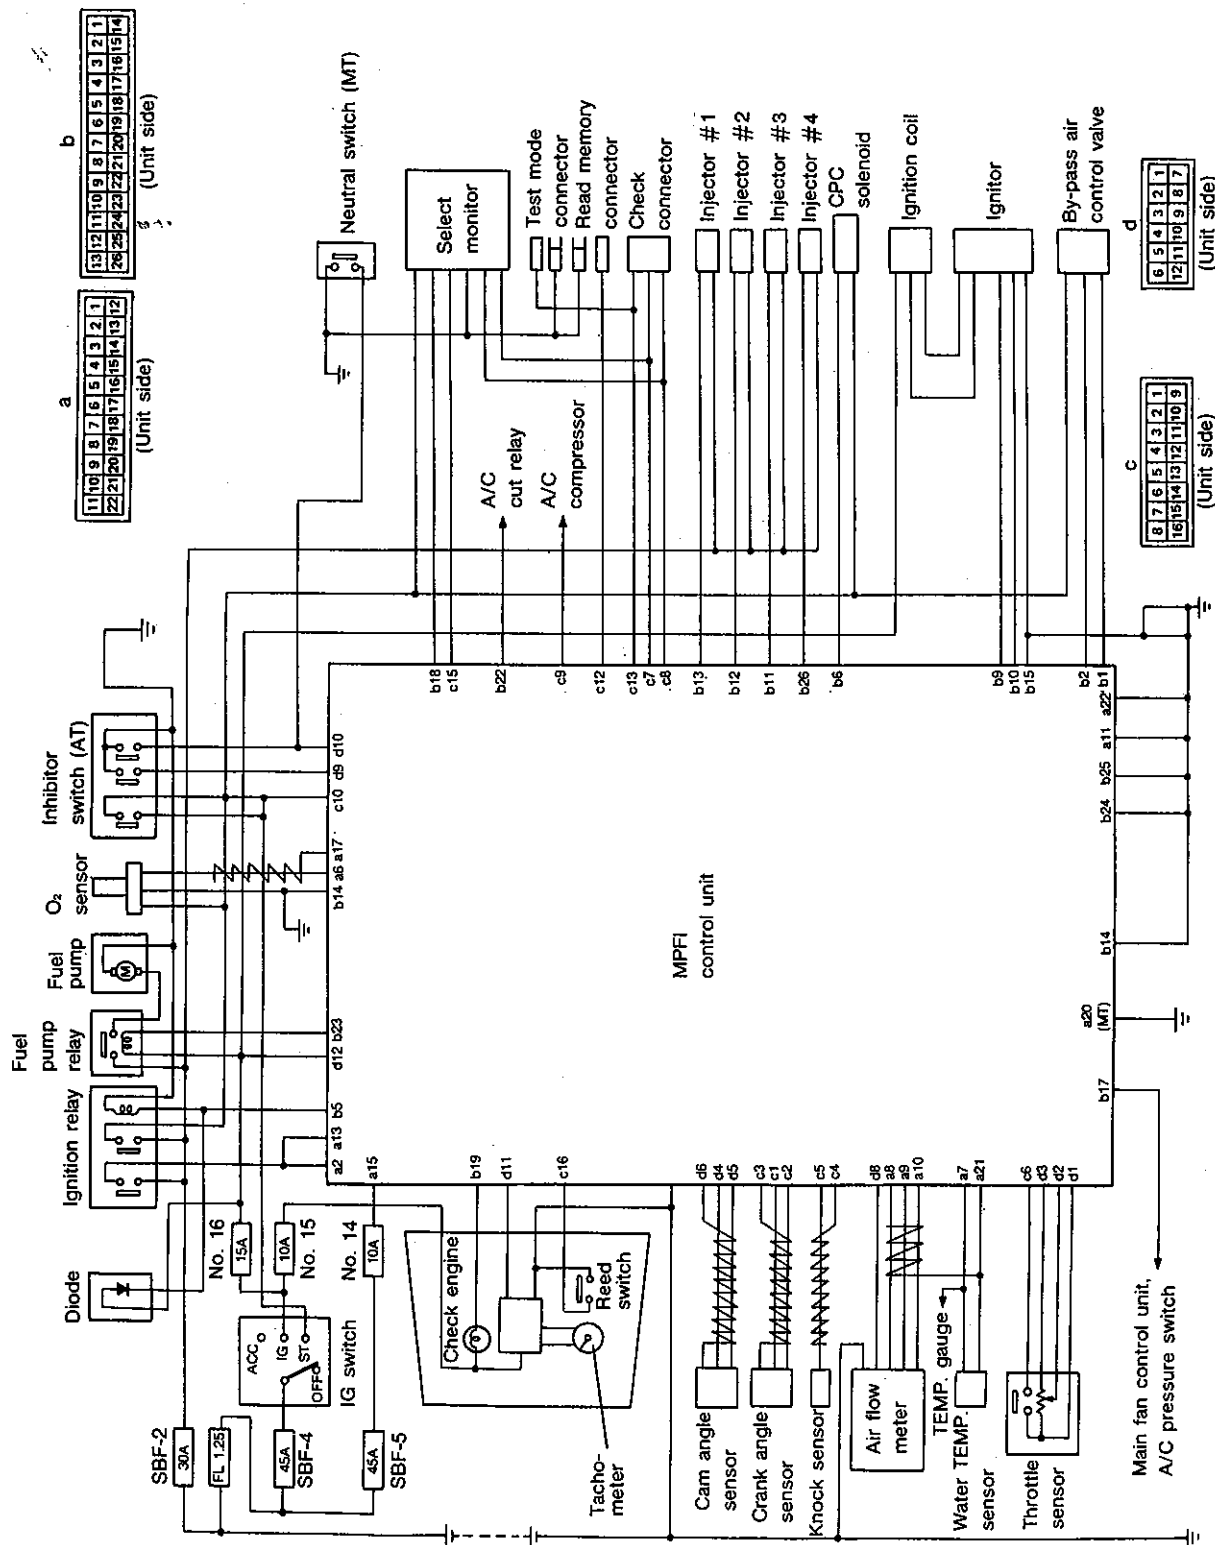 b
13 12 11 10 9 8 7 6 5 4 3 2 1
26 25 24 23 22 21 20 19 18 17 16 15 14
(Unit side)
a
11 10 9 8 7 6 5 4 3 2 1
22 21 20 19 18 17 16 15 14 13 12
(Unit side)
c
8 7 6 5 4 3 2 1
16 15 14 13 12 11 10 9
(Unit side)
d
6 5 4 3 2 1
12 11 10 9 8 7
(Unit side)
Neutral switch (MT)
Select
monitor
Test mode
connector
Read memory
connector
Check
connector
Injector #1
Injector #2
Injector #3
Injector #4
CPC
solenoid
Ignition coil
Ignitor
By-pass air
control valve
A/C
cut relay
A/C
compressor
b18
c15
b22
c9
c12
c13
c7
c8
b13
b12
b11
b26
b6
b9
b10
b15
b2
b1
Inhibitor
switch (AT)
O2
sensor
Fuel
pump
M
Fuel
pump
relay
Ignition relay
Diode
d10
d9
c10
a17
a6
b14
b23
d12
b5
a13
a2
MPFI
control unit
a22
a11
b25
b24
b14
a20
(MT)
b17
a15
b19
d11
c16
d6
d4
d5
c3
c1
c2
c5
c4
d8
a8
a9
a10
a7
a21
c6
d3
d2
d1
No. 16
15A
10A
No. 15
No. 14
10A
ACC
IG
ST
OFF
IG switch
SBF-2
30A
FL 1.25
45A
SBF-4
45A
SBF-5
Check engine
Reed
switch
Tacho-
meter
Cam angle
sensor
Crank angle
sensor
Knock sensor
Air flow
meter
TEMP. gauge
Water TEMP.
sensor
Throttle
sensor
Main fan control unit,
A/C pressure switch